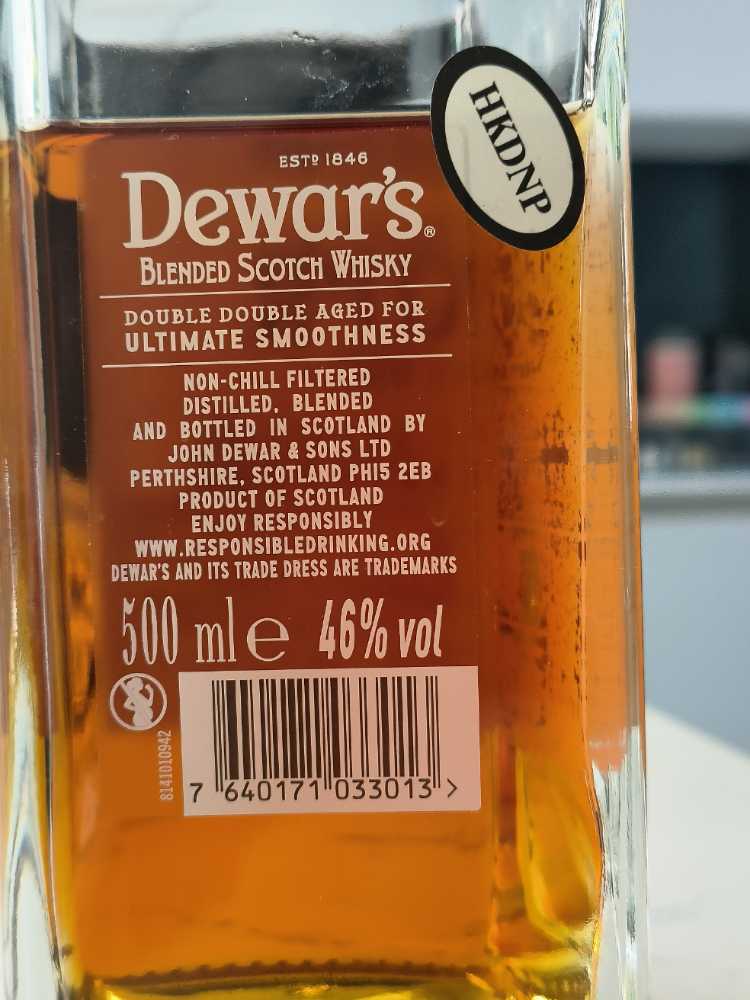 HKDNP
ESTD 1846
Dewar's®
BLENDED SCOTCH WHISKY
DOUBLE DOUBLE AGED FOR
ULTIMATE SMOOTHNESS
NON-CHILL FILTERED
DISTILLED, BLENDED
AND BOTTLED IN SCOTLAND BY
JOHN DEWAR & SONS LTD
PERTHSHIRE, SCOTLAND PH15 2EB
PRODUCT OF SCOTLAND
ENJOY RESPONSIBLY
WWW.RESPONSIBLEDRINKING.ORG
DEWAR'S AND ITS TRADE DRESS ARE TRADEMARKS
500 ml e 46% vol
8141010942
7 640171 033013 >